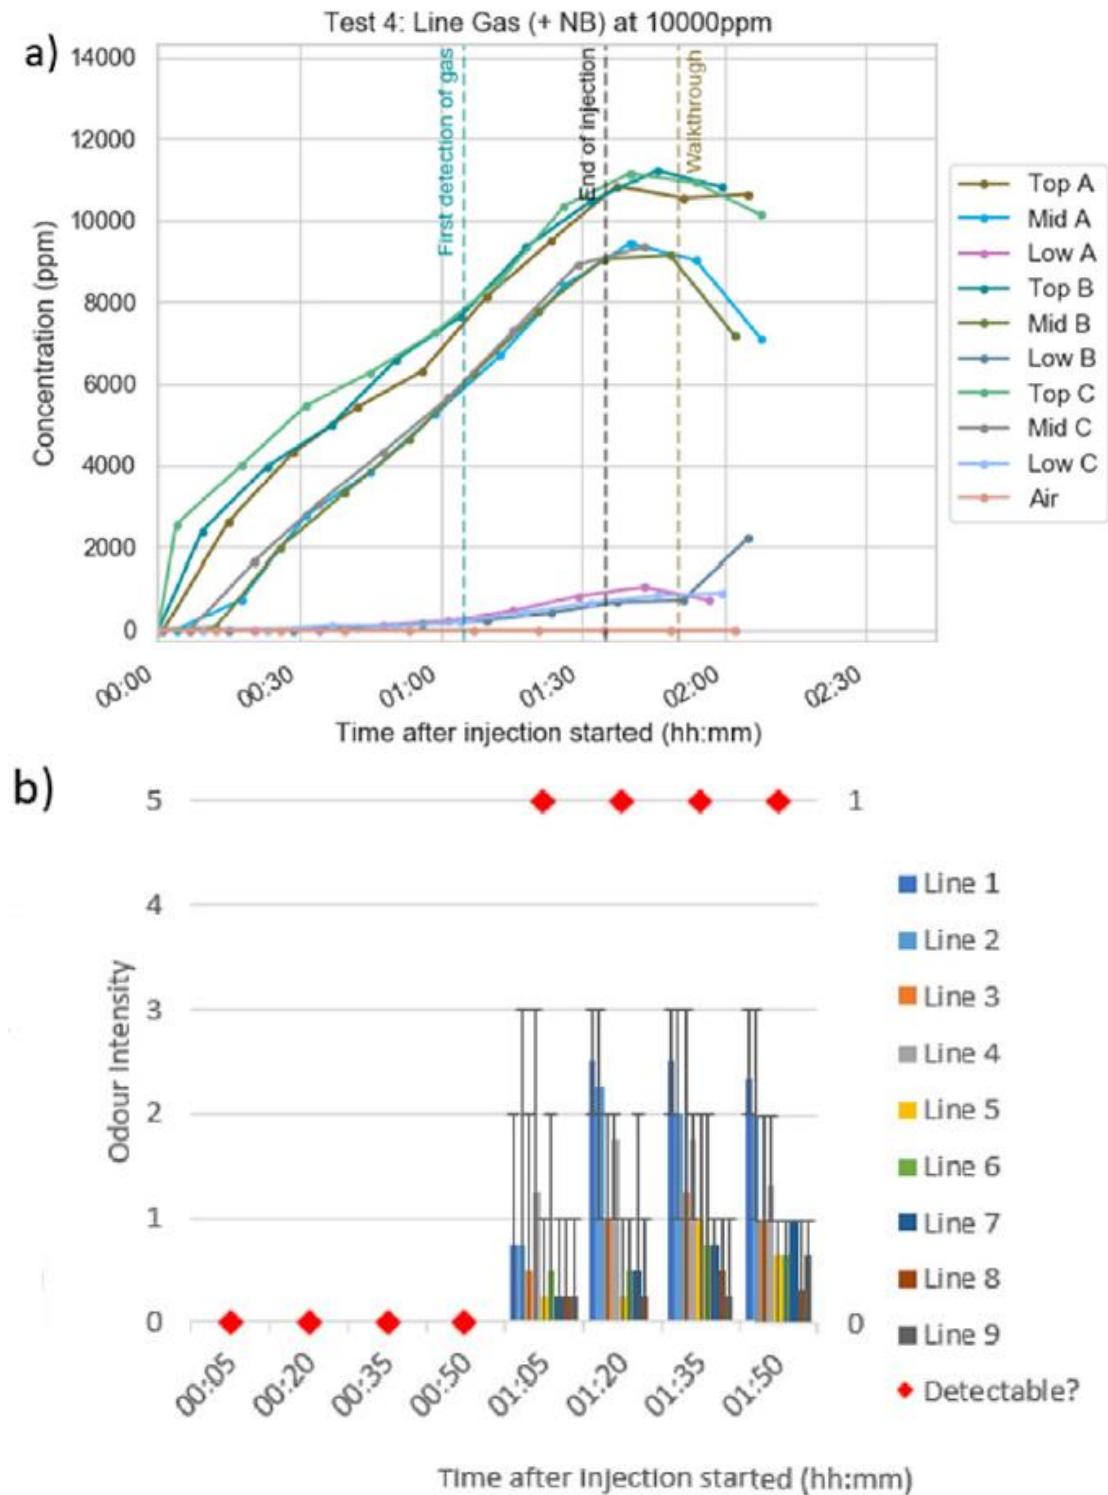 Test 4: Line Gas (+ NB) at 10000ppm
a)
14000
12000
10000
8000
6000
4000
2000
0
Concentration (ppm)
First detection of gas
End of injection
Walkthrough
00:00
00:30
01:00
01:30
02:00
02:30
Time after injection started (hh:mm)
Top A
Mid A
Low A
Top B
Mid B
Low B
Top C
Mid C
Low C
Air
b)
5
4
3
2
1
0
Odour Intensity
1
0
00:05
00:20
00:35
00:50
01:05
01:20
01:35
01:50
Time after injection started (hh:mm)
Line 1
Line 2
Line 3
Line 4
Line 5
Line 6
Line 7
Line 8
Line 9
Detectable?